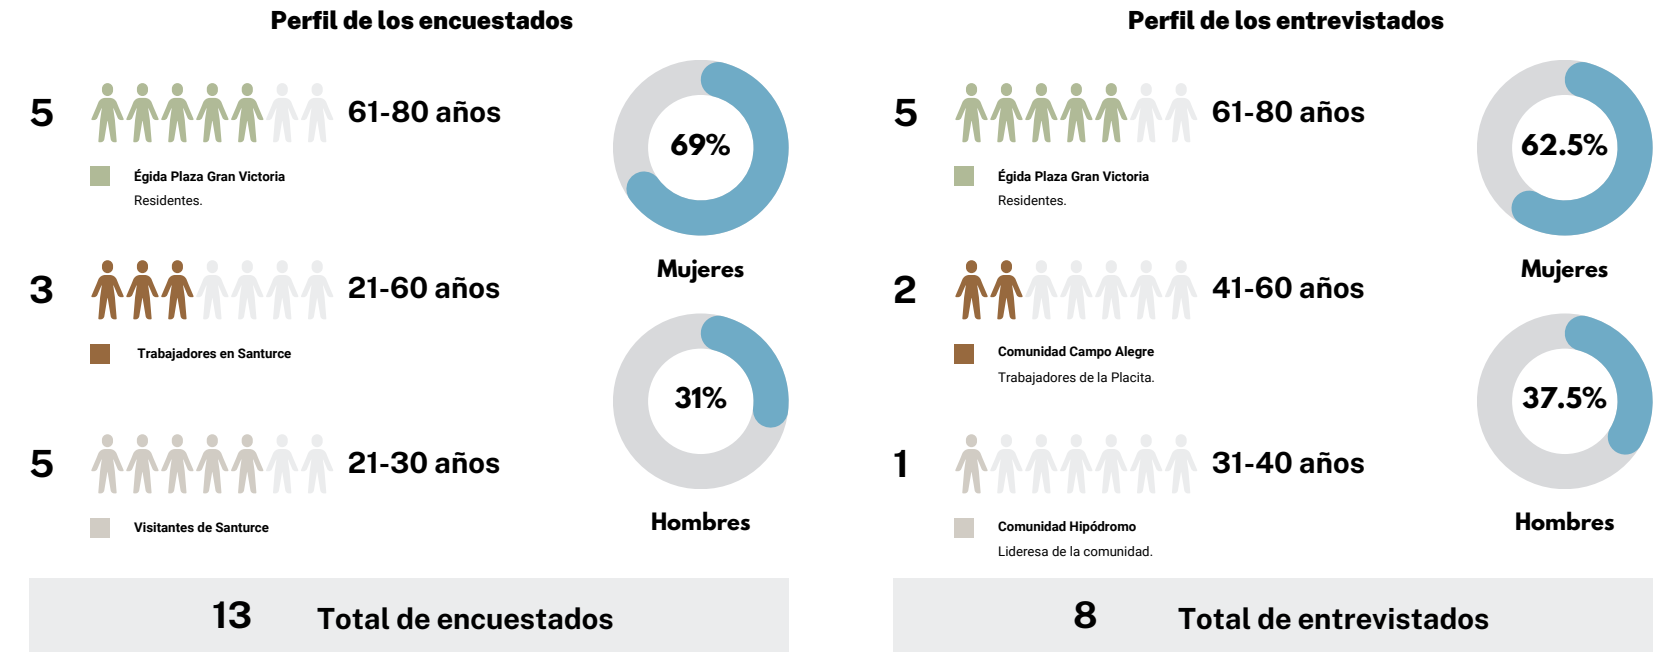 Perfil de los encuestados
5
61-80 años
Égida Plaza Gran Victoria
Residentes.
3
21-60 años
Trabajadores en Santurce
5
21-30 años
Visitantes de Santurce
69%
Mujeres
31%
Hombres
13 Total de encuestados
Perfil de los entrevistados
5
61-80 años
Égida Plaza Gran Victoria
Residentes.
2
41-60 años
Comunidad Campo Alegre
Trabajadores de la Placita.
1
31-40 años
Comunidad Hipódromo
Lideresa de la comunidad.
62.5%
Mujeres
37.5%
Hombres
8 Total de entrevistados